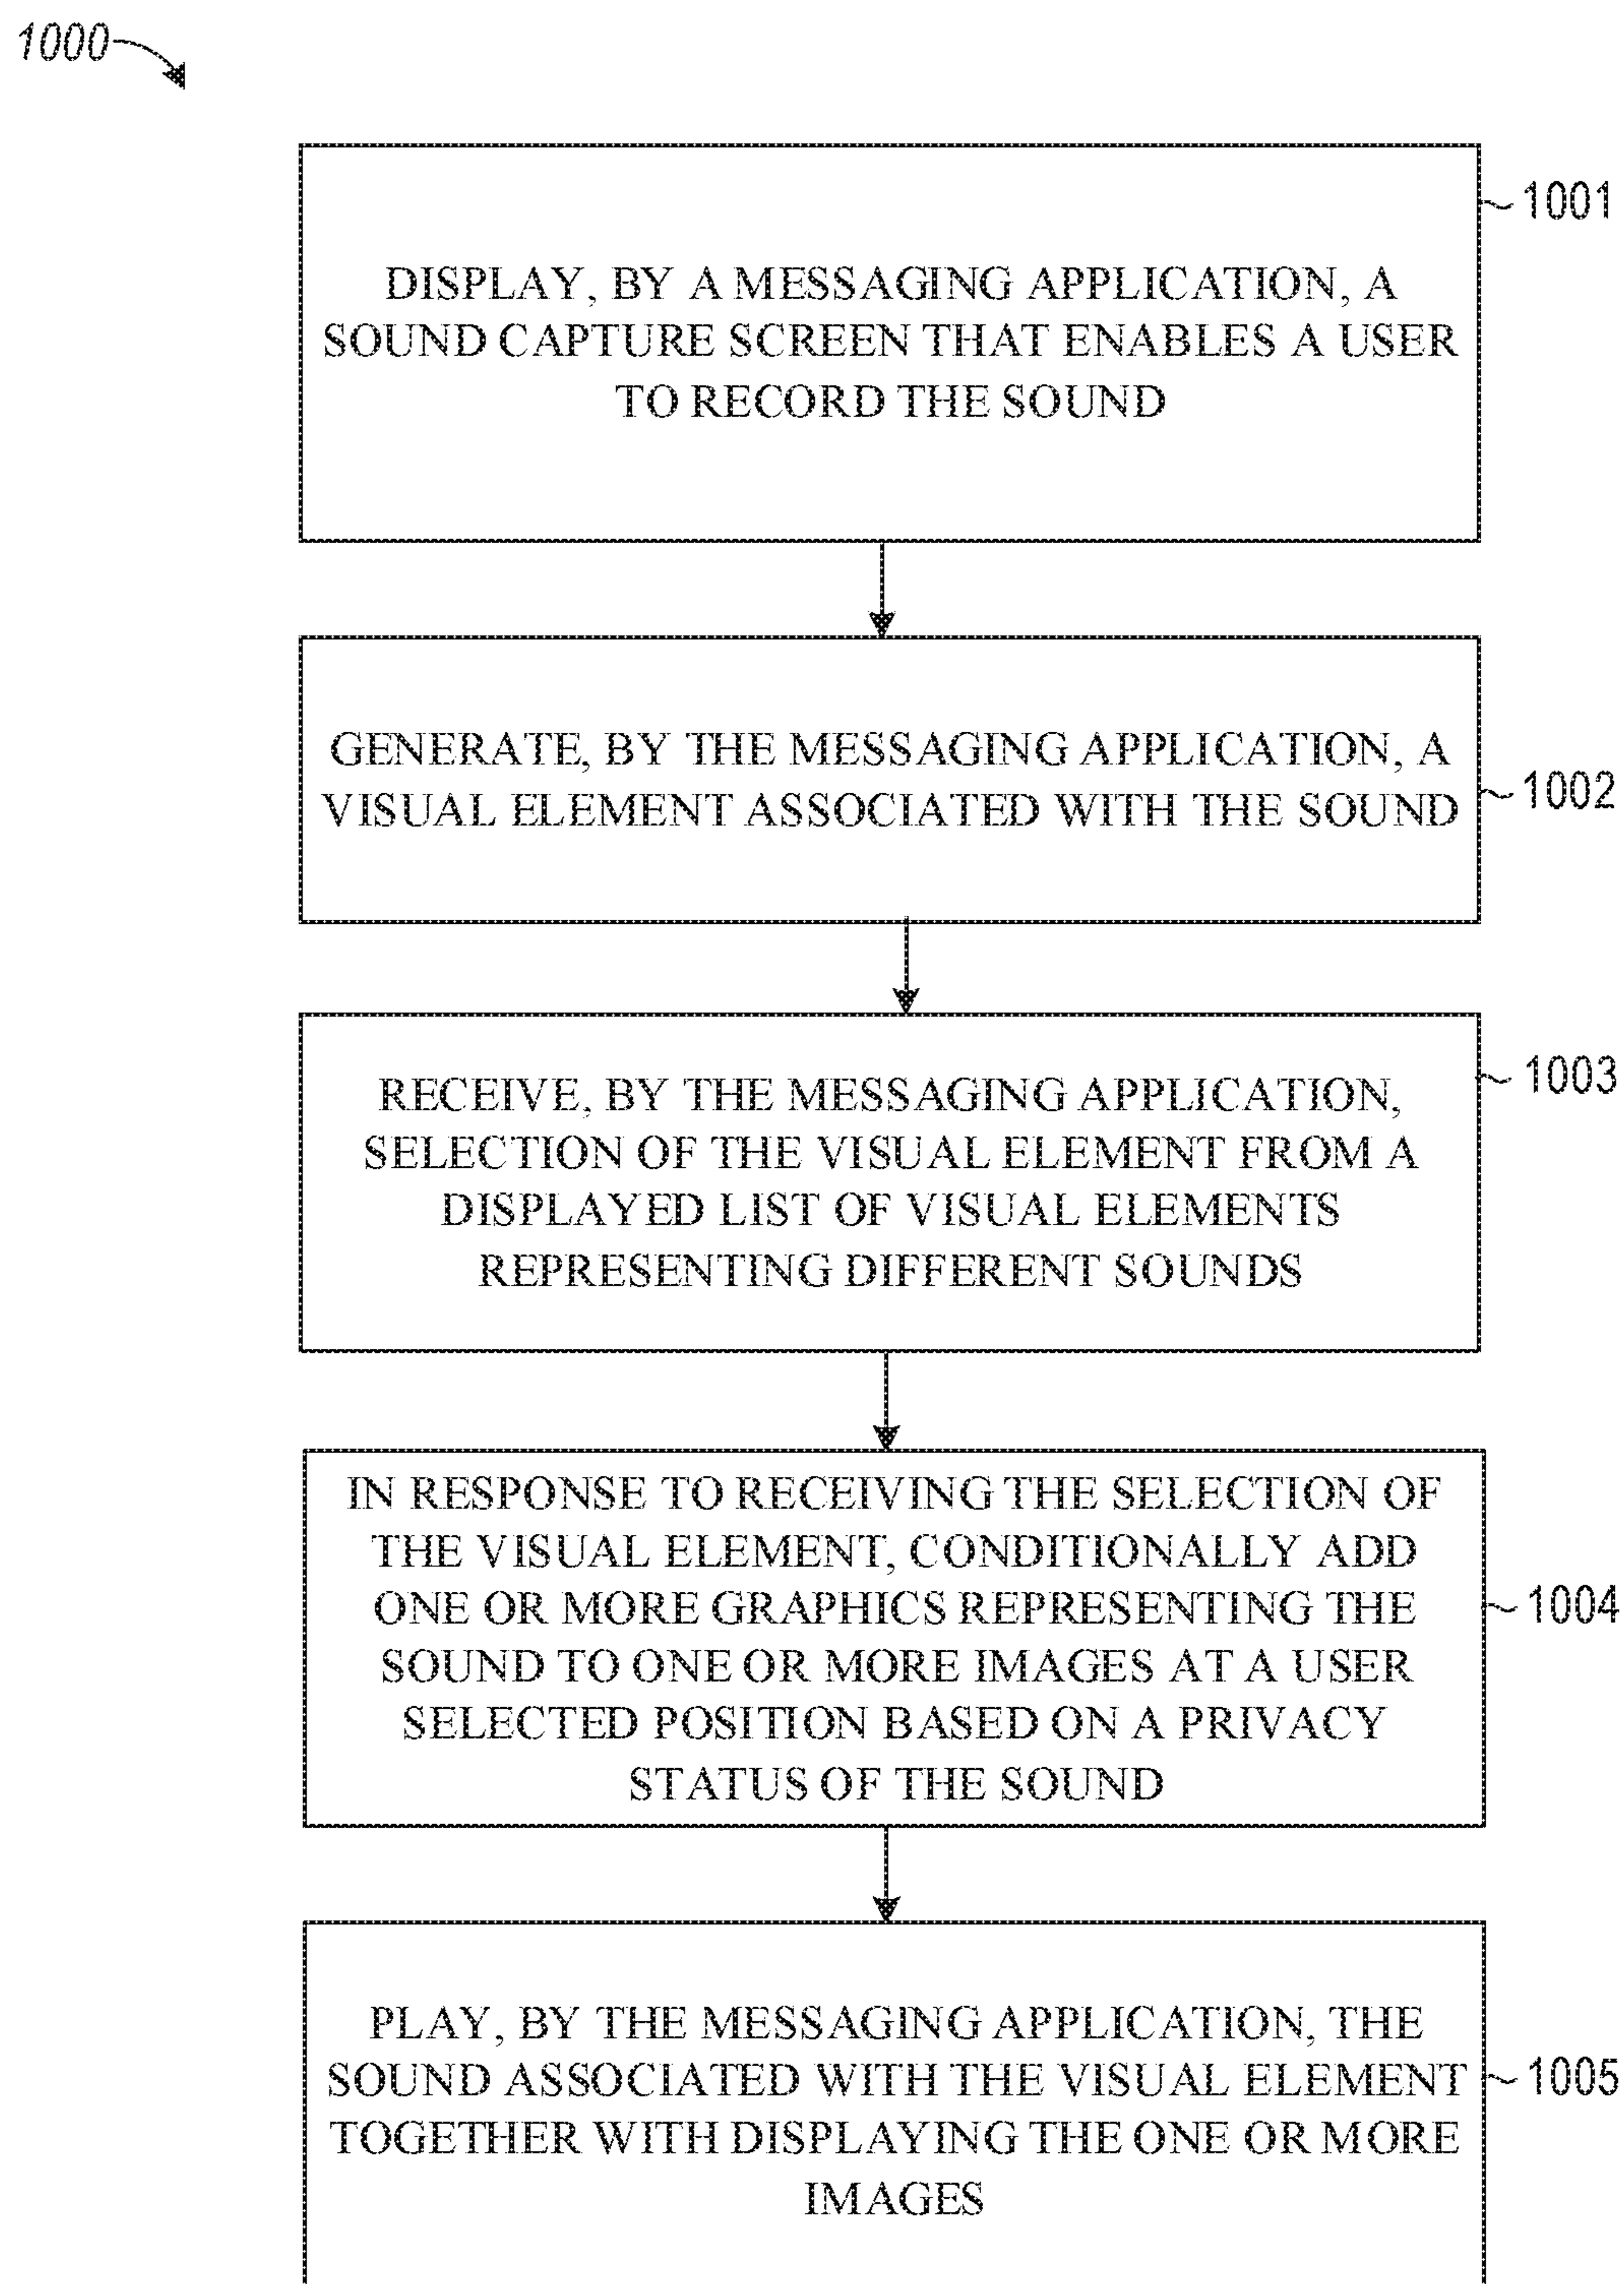 1000
DISPLAY, BY A MESSAGING APPLICATION, A
SOUND CAPTURE SCREEN THAT ENABLES A USER
TO RECORD THE SOUND
1001
GENERATE, BY THE MESSAGING APPLICATION, A
VISUAL ELEMENT ASSOCIATED WITH THE SOUND
1002
RECEIVE, BY THE MESSAGING APPLICATION,
SELECTION OF THE VISUAL ELEMENT FROM A
DISPLAYED LIST OF VISUAL ELEMENTS
REPRESENTING DIFFERENT SOUNDS
1003
IN RESPONSE TO RECEIVING THE SELECTION OF
THE VISUAL ELEMENT, CONDITIONALLY ADD
ONE OR MORE GRAPHICS REPRESENTING THE
SOUND TO ONE OR MORE IMAGES AT A USER
SELECTED POSITION BASED ON A PRIVACY
STATUS OF THE SOUND
1004
PLAY, BY THE MESSAGING APPLICATION, THE
SOUND ASSOCIATED WITH THE VISUAL ELEMENT
TOGETHER WITH DISPLAYING THE ONE OR MORE
IMAGES
1005